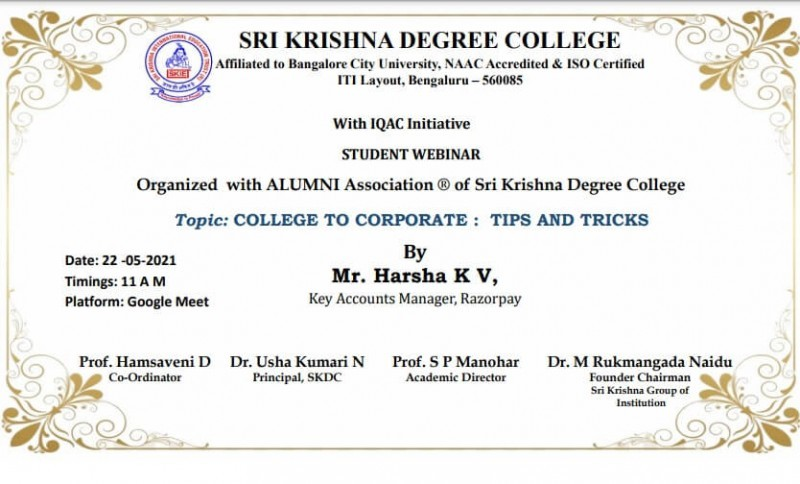 SRI KRISHNA DEGREE COLLEGE
Affiliated to Bangalore City University, NAAC Accredited & ISO Certified
ITI Layout, Bengaluru – 560085
SKIE
With IQAC Initiative
STUDENT WEBINAR
Organized with ALUMNI Association ® of Sri Krishna Degree College
Topic: COLLEGE TO CORPORATE : TIPS AND TRICKS
By
Mr. Harsha K V,
Key Accounts Manager, Razorpay
Date: 22 -05-2021
Timings: 11 A M
Platform: Google Meet
Prof. Hamsaveni D
Co-Ordinator
Dr. Usha Kumari N
Principal, SKDC
Prof. S P Manohar
Academic Director
Dr. M Rukmangada Naidu
Founder Chairman
Sri Krishna Group of
Institution